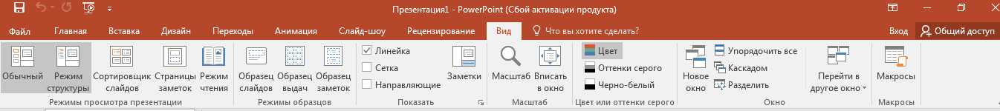 Презентация1 - PowerPoint (Сбой активации продукта)
Файл Главная Вставка Дизайн Переходы Анимация Слайд-шоу Рецензирование Вид Что вы хотите сделать? Вход Общий доступ
Обычный
Режим структуры
Сортировщик слайдов
Страницы заметок
Режим чтения
Режимы просмотра презентации
Образец слайдов
Образец выдач
Образец заметок
Режимы образцов
Линейка
Сетка
Направляющие
Заметки
Показать
Масштаб
Вписать в окно
Масштаб
Цвет
Оттенки серого
Черно-белый
Цвет или оттенки серого
Новое окно
Упорядочить все
Каскадом
Разделить
Перейти в другое окно
Окно
Макросы
Макросы